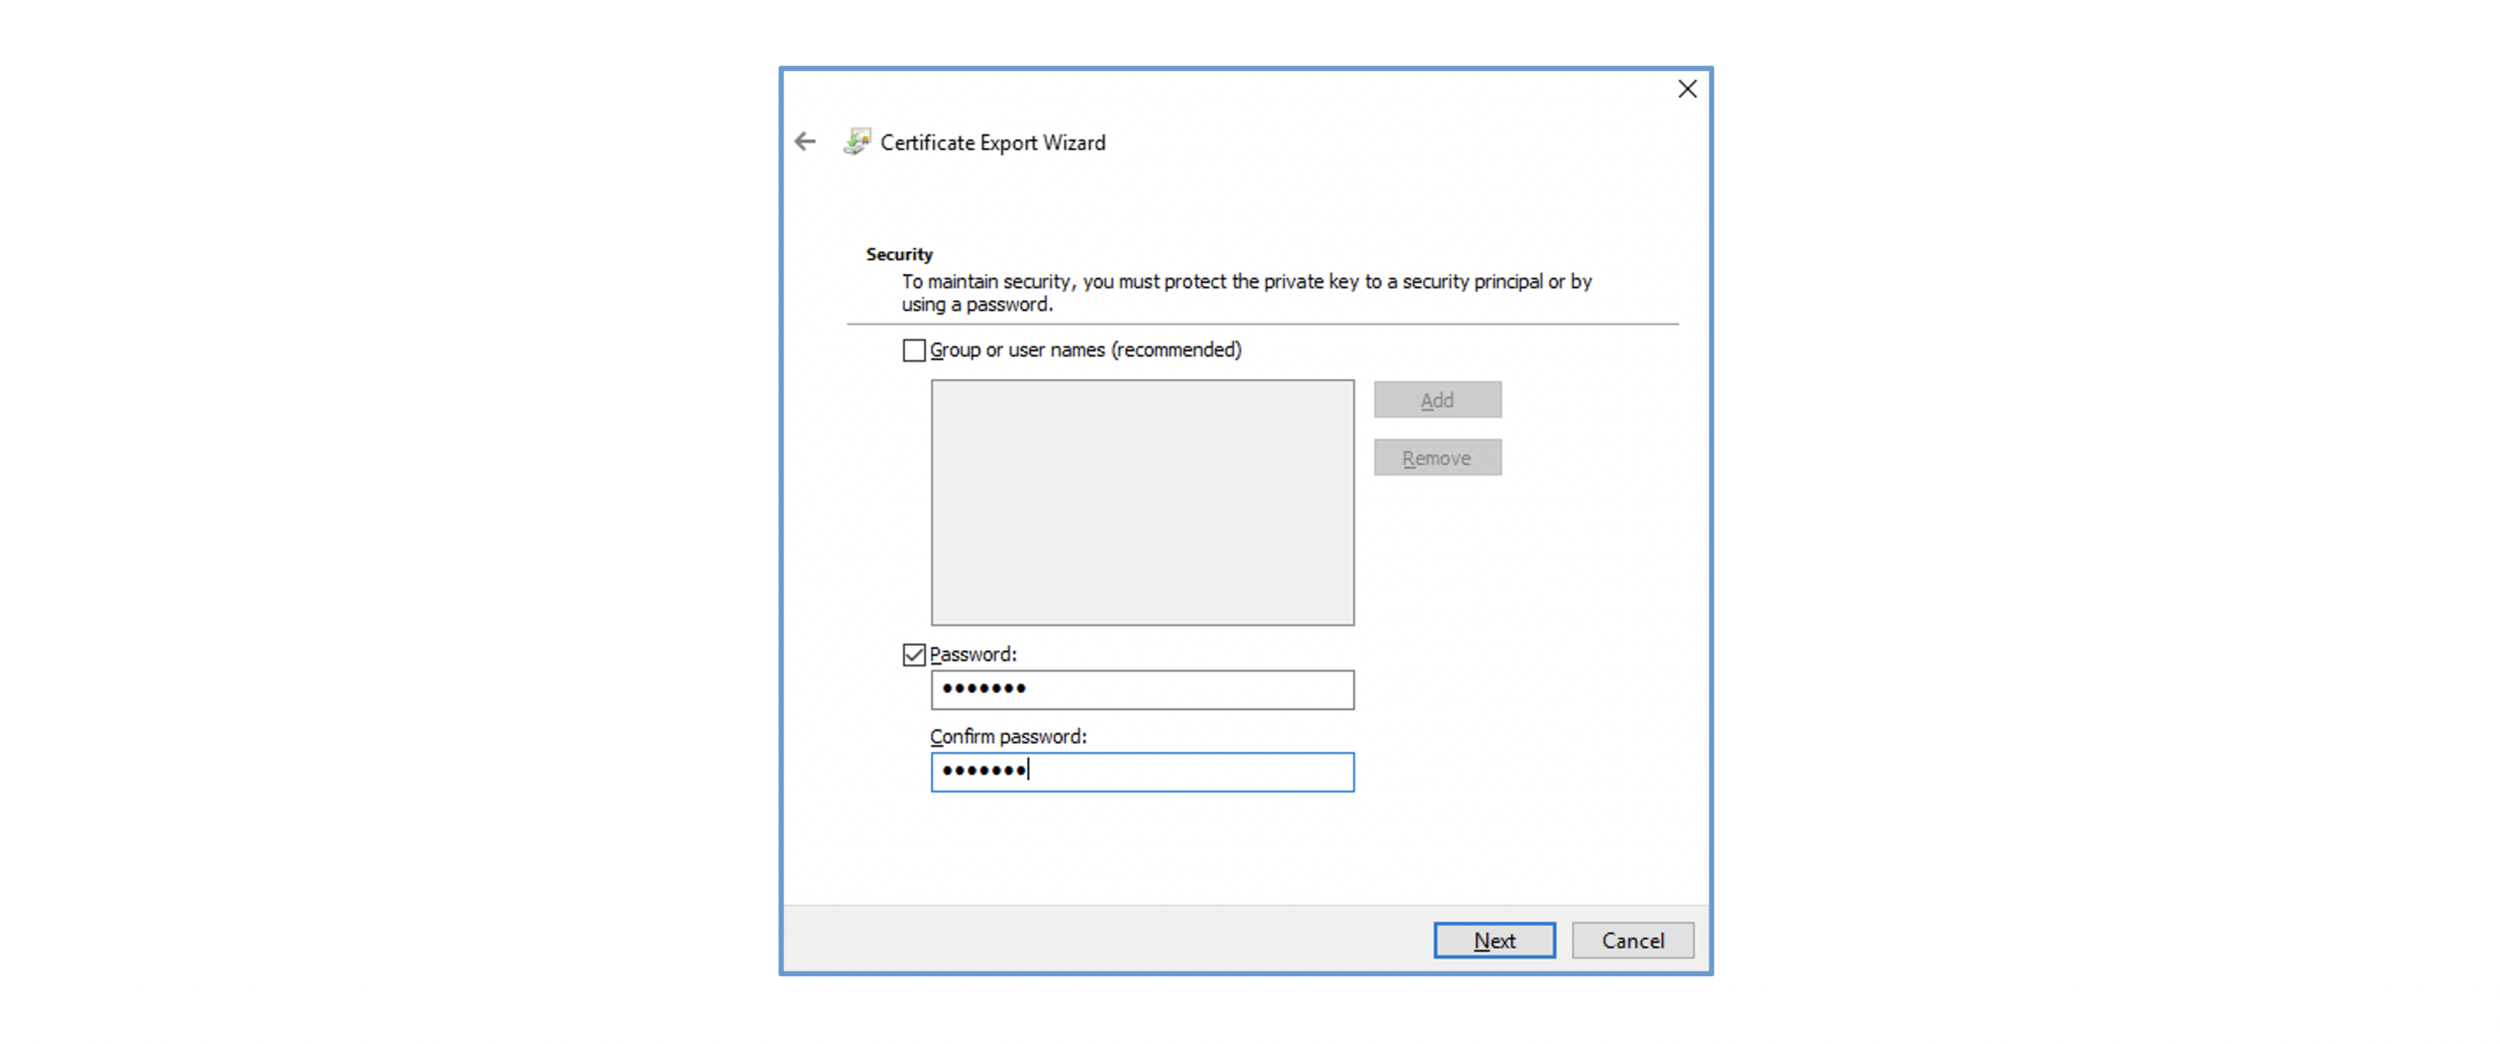 Certificate Export Wizard
Security
To maintain security, you must protect the private key to a security principal or by
using a password.
Group or user names (recommended)
Add
Remove
Password:
•••••••
Confirm password:
•••••••
Next
Cancel